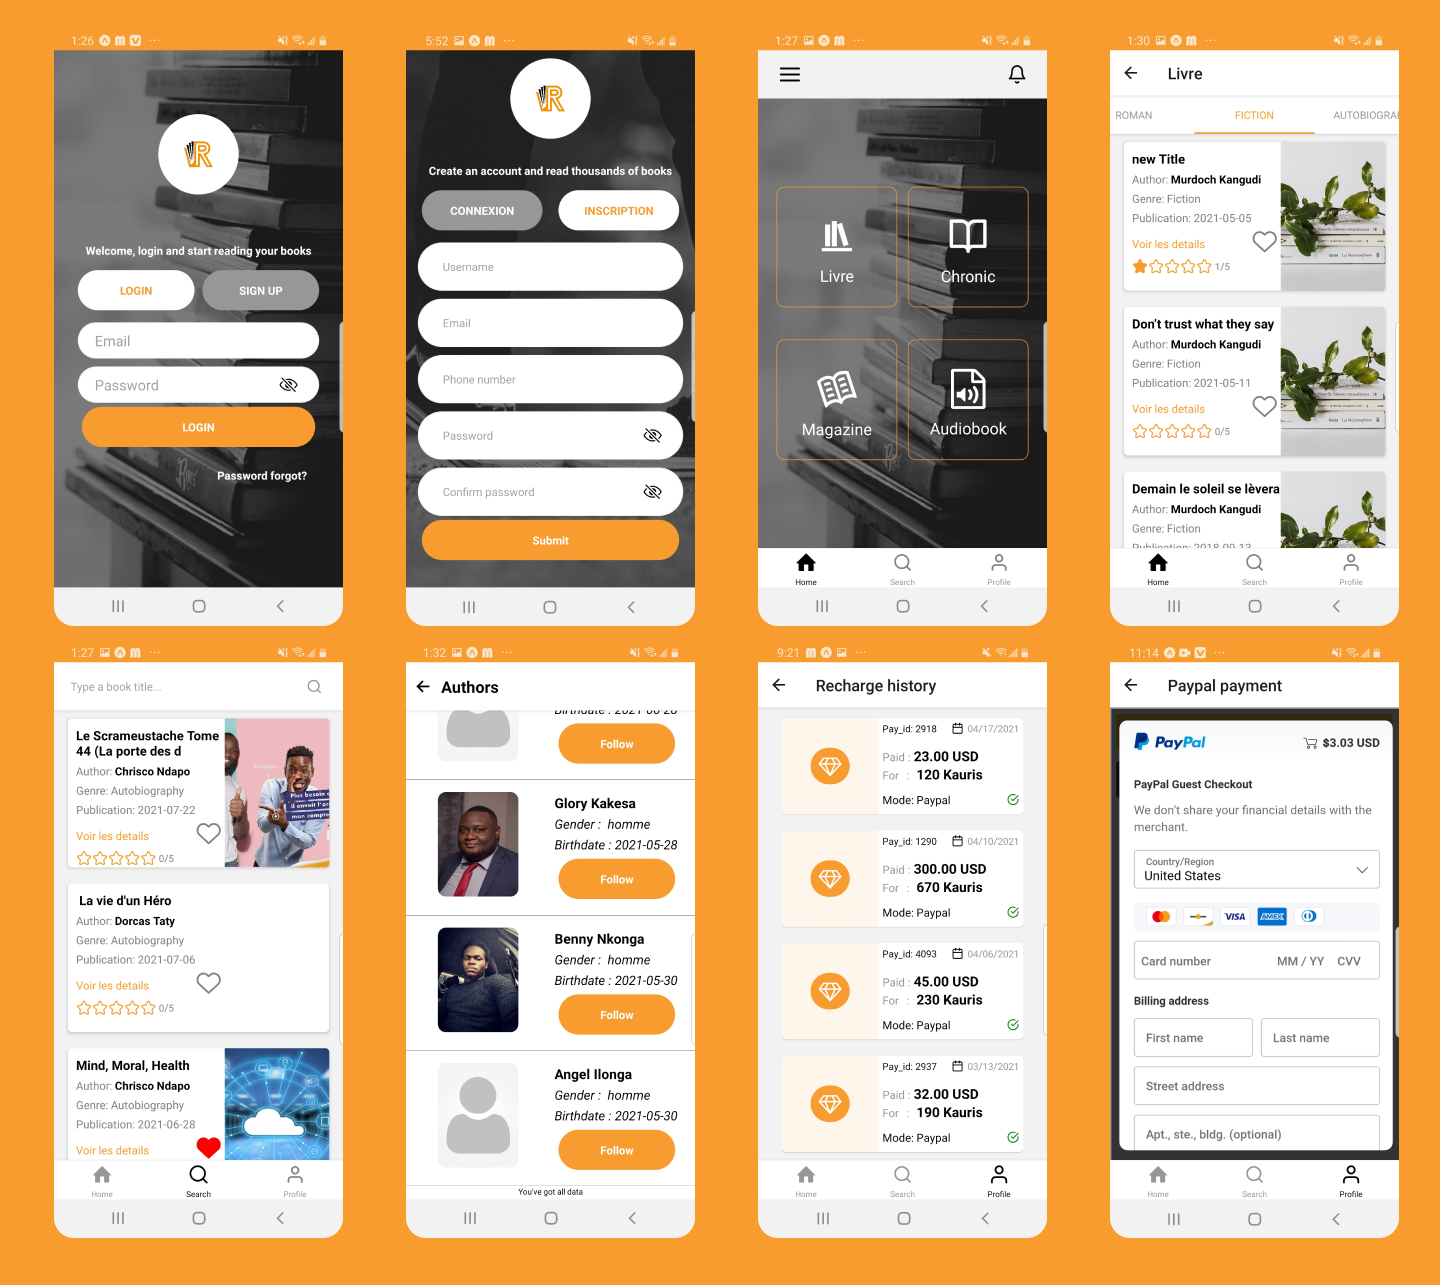 1:26
R
Welcome, login and start reading your books
LOGIN
SIGN UP
Email
Password
LOGIN
Password forgot?
5:52
R
Create an account and read thousands of books
CONNEXION
INSCRIPTION
Username
Email
Phone number
Password
Confirm password
Submit
1:27
Livre
Chronic
Magazine
Audiobook
Home
Search
Profile
1:30
Livre
ROMAN
FICTION
AUTOBIOGRA
new Title
Author: Murdoch Kangudi
Genre: Fiction
Publication: 2021-05-05
Voir les details
1/5
Don't trust what they say
Author: Murdoch Kangudi
Genre: Fiction
Publication: 2021-05-11
Voir les details
0/5
Demain le soleil se lèvera
Author: Murdoch Kangudi
Genre: Fiction
Publication: 2018-09-13
Home
Search
Profile
1:27
Type a book title...
Le Scrameustache Tome
44 (La porte des d
Author: Chrisco Ndapo
Genre: Autobiography
Publication: 2021-07-22
Voir les details
0/5
Plus besoin
il envoit l'ar
mon compte
La vie d'un Héro
Author: Dorcas Taty
Genre: Autobiography
Publication: 2021-07-06
Voir les details
0/5
Mind, Moral, Health
Author: Chrisco Ndapo
Genre: Autobiography
Publication: 2021-06-28
Voir les details
Home
Search
Profile
1:32
Authors
Birthdate : 2021-06-28
Follow
Glory Kakesa
Gender : homme
Birthdate : 2021-05-28
Follow
Benny Nkonga
Gender : homme
Birthdate : 2021-05-30
Follow
Angel Ilonga
Gender : homme
Birthdate : 2021-05-30
Follow
You've got all data
9:21
Recharge history
Pay_id: 2918 04/17/2021
Paid : 23.00 USD
For : 120 Kauris
Mode: Paypal
Pay_id: 1290 04/10/2021
Paid : 300.00 USD
For : 670 Kauris
Mode: Paypal
Pay_id: 4093 04/06/2021
Paid : 45.00 USD
For : 230 Kauris
Mode: Paypal
Pay_id: 2937 03/13/2021
Paid : 32.00 USD
For : 190 Kauris
Mode: Paypal
Home
Search
Profile
11:14
Paypal payment
PayPal
$3.03 USD
PayPal Guest Checkout
We don't share your financial details with the
merchant.
Country/Region
United States
VISA
AMEX
Card number MM / YY CVV
Billing address
First name
Last name
Street address
Apt., ste., bldg. (optional)
Home
Search
Profile